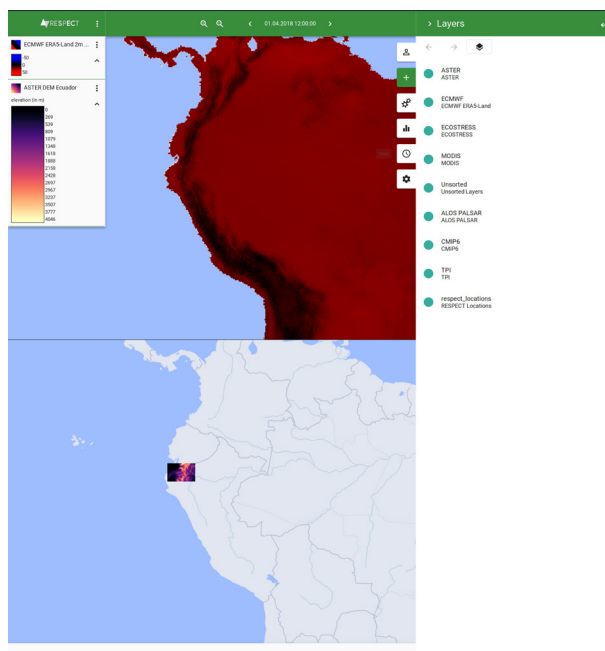 RESPECT
01.04.2018 12:00:00
Layers
ECMWF ERA5-Land 2m ...
-50
0
50
ASTER DEM Ecuador
elevation (in m)
0
269
539
809
1079
1348
1618
1888
2158
2428
2697
2967
3237
3507
3777
4046
ASTER
ASTER
ECMWF
ECMWF ERA5-Land
ECOSTRESS
ECOSTRESS
MODIS
MODIS
Unsorted
Unsorted Layers
ALOS PALSAR
ALOS PALSAR
CMIP6
CMIP6
TPI
TPI
respect_locations
RESPECT Locations